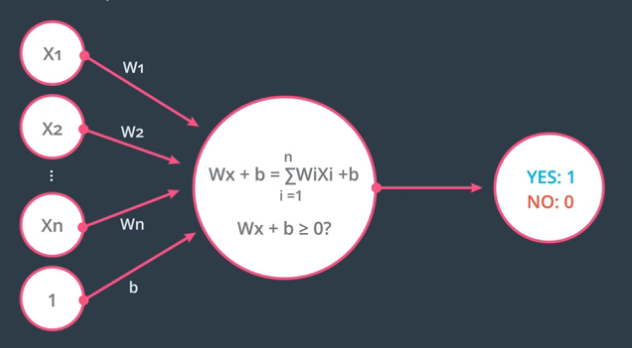 X1
W1
X2
W2
⋮
Xn
Wn
1
b
n
Wx + b = ∑WiXi +b
i =1
Wx + b ≥ 0?
YES: 1
NO: 0